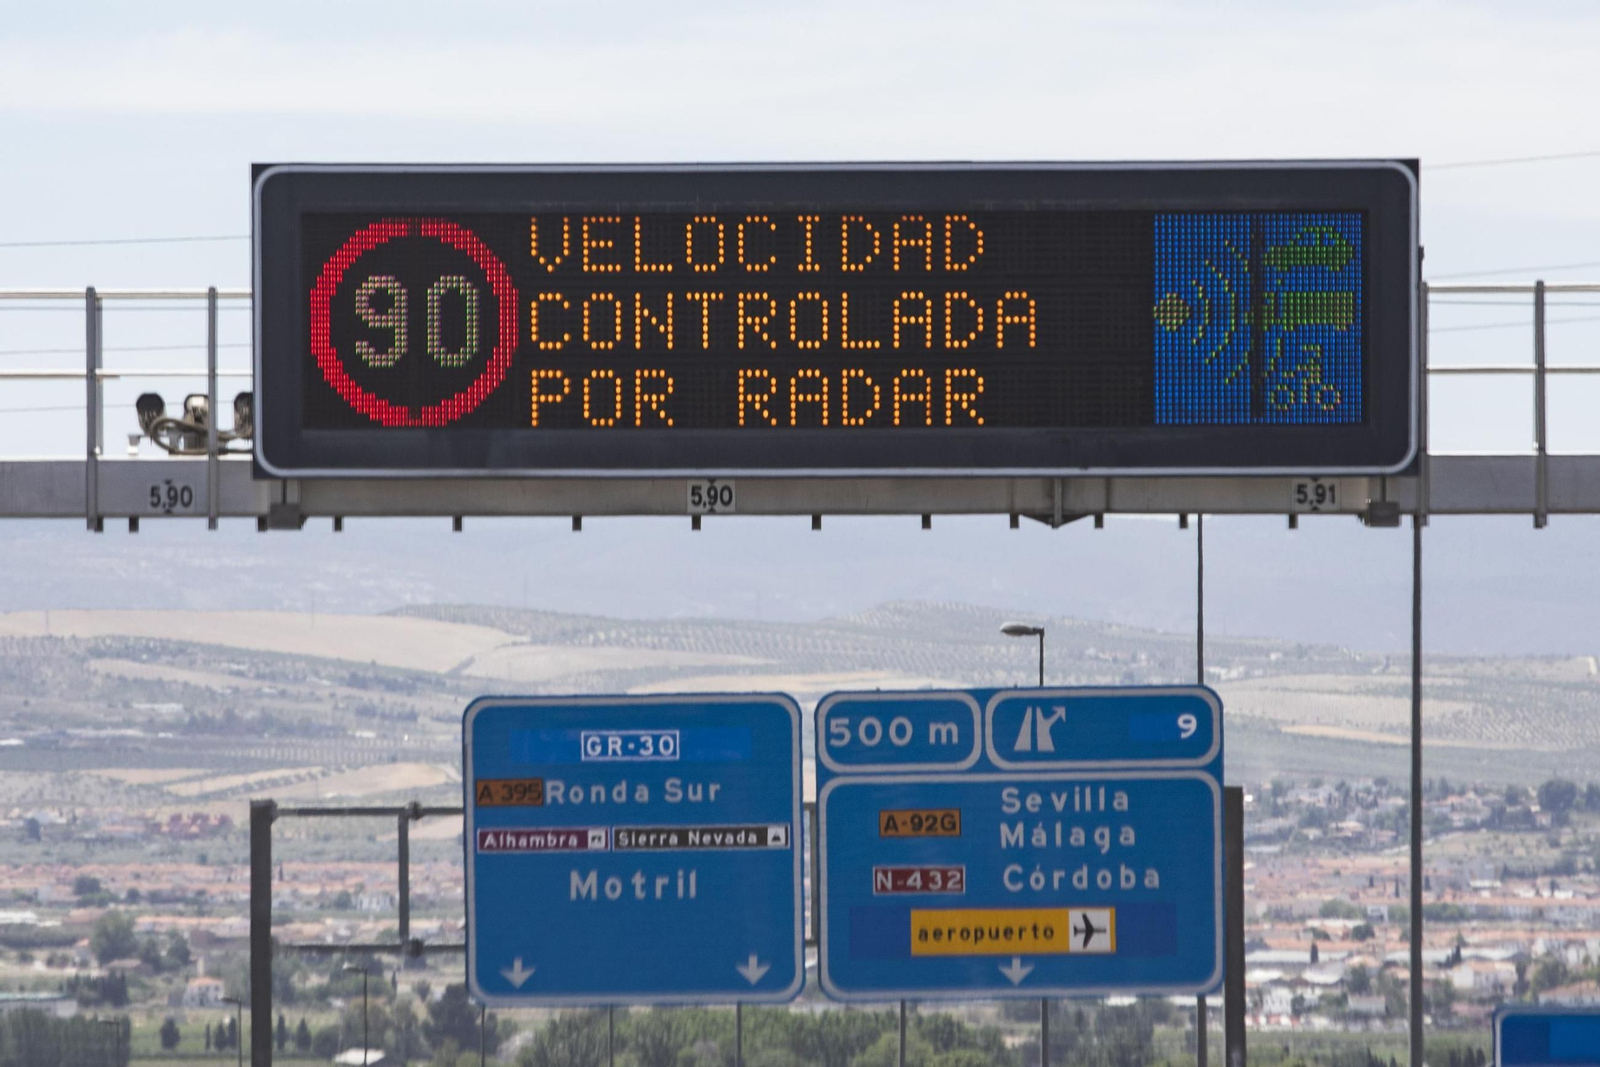 90
VELOCIDAD
CONTROLADA
POR RADAR
5,90
5,90
5,91
GR-30
A-395 Ronda Sur
Alhambra Sierra Nevada
Motril
500 m
9
Sevilla
A-92G
Málaga
N-432 Córdoba
aeropuerto